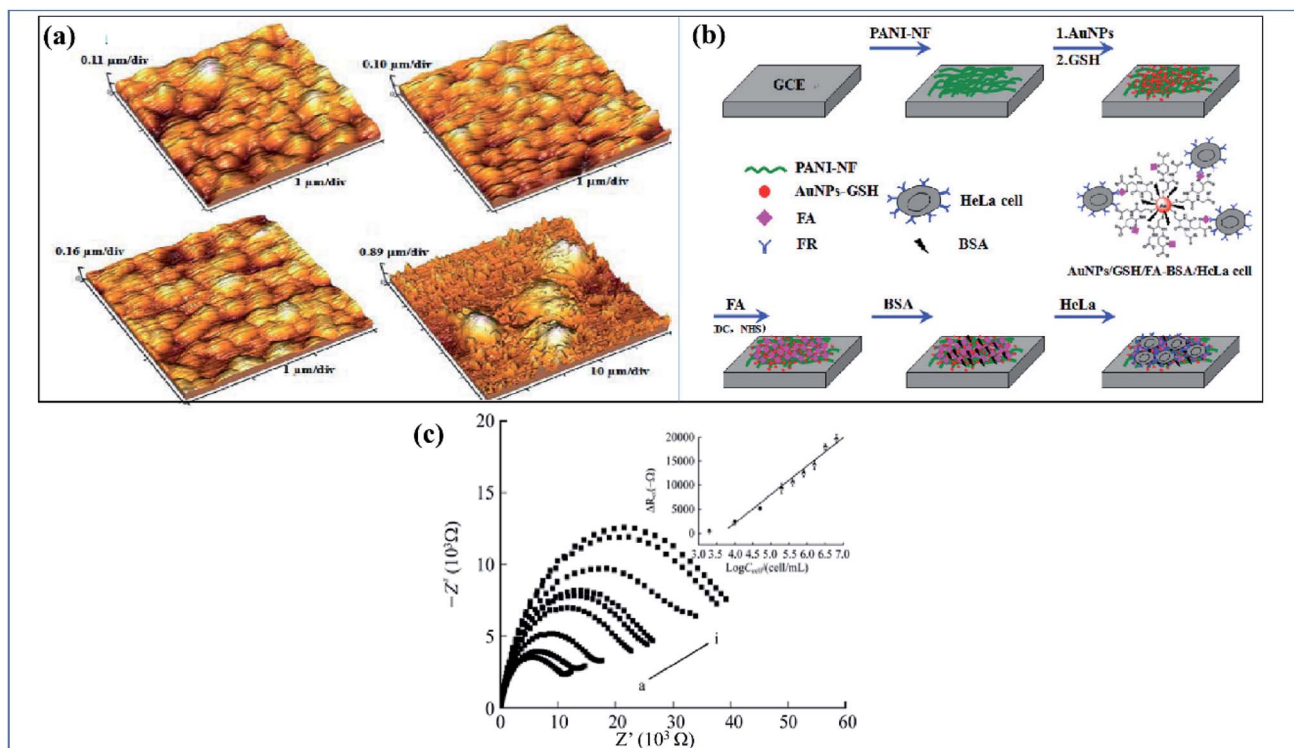 (a)
0.11 µm/div
1 µm/div
0.10 µm/div
1 µm/div
0.16 µm/div
1 µm/div
0.89 µm/div
10 µm/div
(b)
PANI-NF
1.AuNPs
2.GSH
GCE
PANI-NF
AuNPs-GSH
FA
FR
HeLa cell
BSA
Au
AuNPs/GSH/FA-BSA/HeLa cell
FA
DC, NHS)
BSA
HeLa
(c)
20
15
10
5
0
-Z' (10³Ω)
0 10 20 30 40 50 60
Z' (10³ Ω)
a
i
20000
15000
10000
5000
0
3.0 3.5 4.0 4.5 5.0 5.5 6.0 6.5 7.0
LogCcell/(cell/mL)